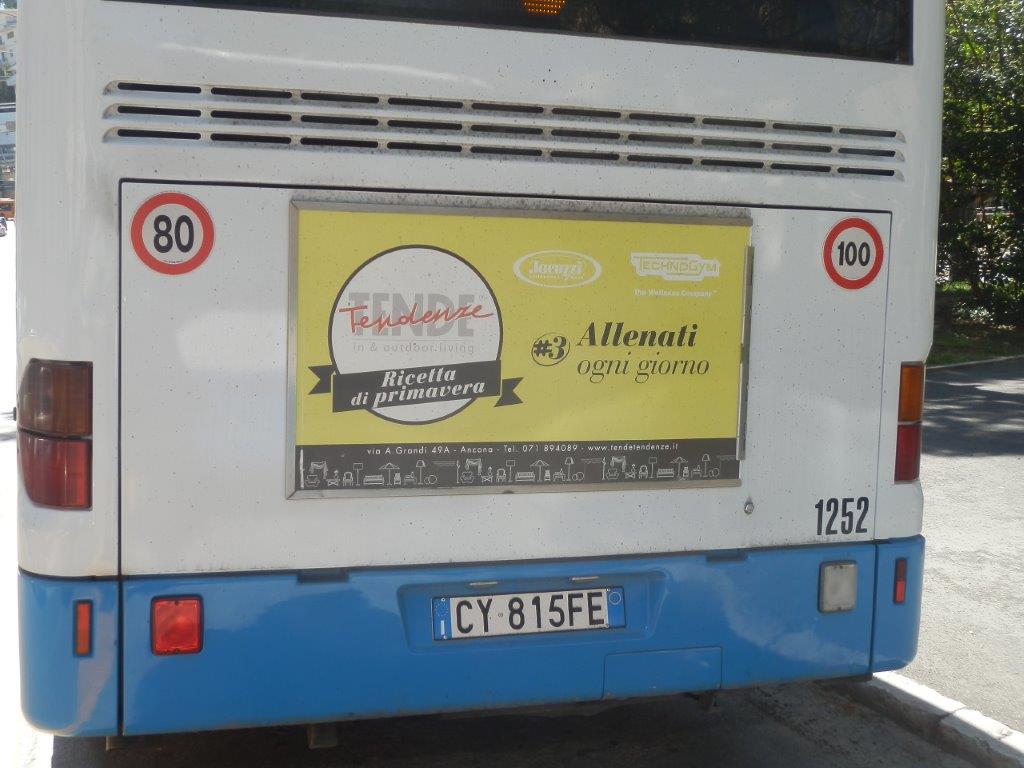 80
100
TENDE
Tendenze
in & outdoor living
Ricetta
di primavera
Jacuzzi
TECHNOGYM
The Wellness Company™
#3 Allenati
ogni giorno
via A.Grandi 49A - Ancona - Tel. 071 894089 - www.tendetendenze.it
1252
I CY 815FE